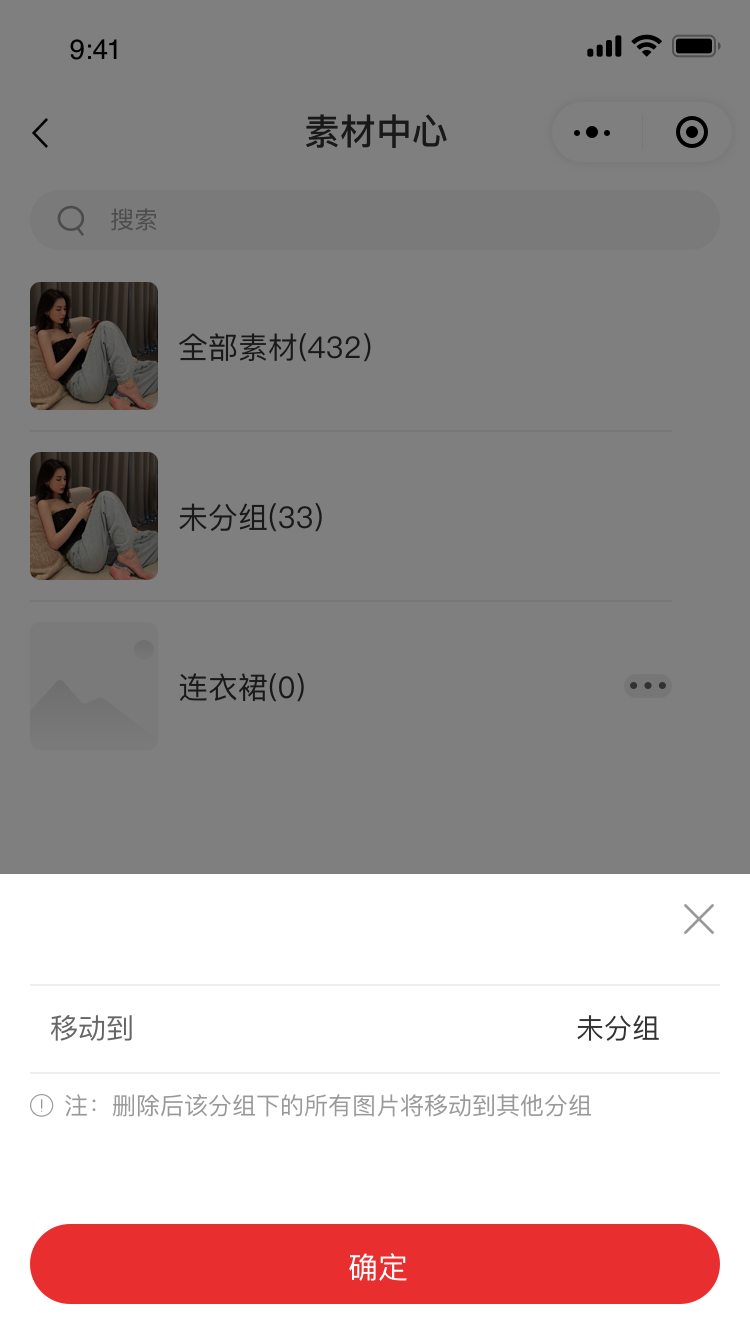 9:41
素材中心
搜索
全部素材(432)
未分组(33)
连衣裙(0)
移动到 未分组
注：删除后该分组下的所有图片将移动到其他分组
确定